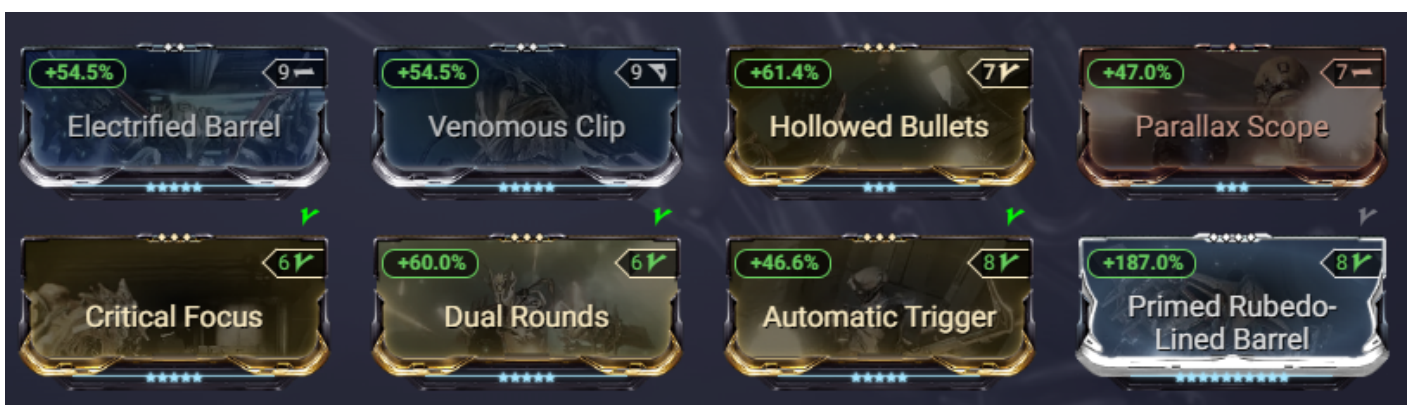 +54.5% 9
Electrified Barrel
+54.5% 9
Venomous Clip
+61.4% 7
Hollowed Bullets
+47.0% 7
Parallax Scope
6
Critical Focus
+60.0% 6
Dual Rounds
+46.6% 8
Automatic Trigger
+187.0% 8
Primed Rubedo-
Lined Barrel